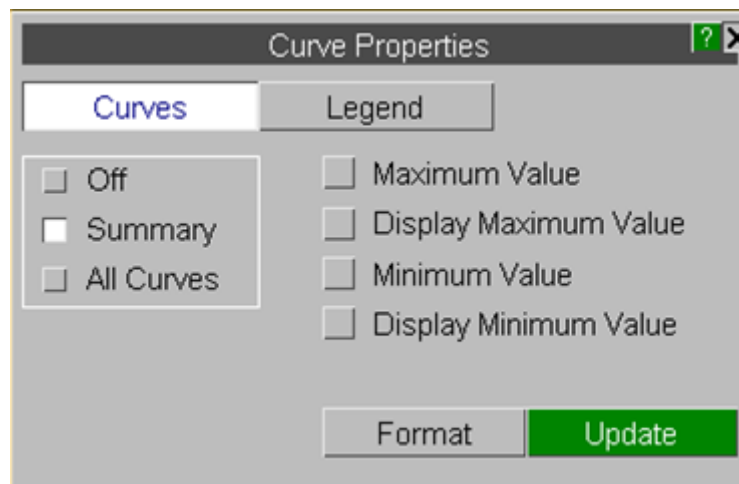 Curve Properties ? X
Curves Legend
Off
Summary
All Curves
Maximum Value
Display Maximum Value
Minimum Value
Display Minimum Value
Format Update